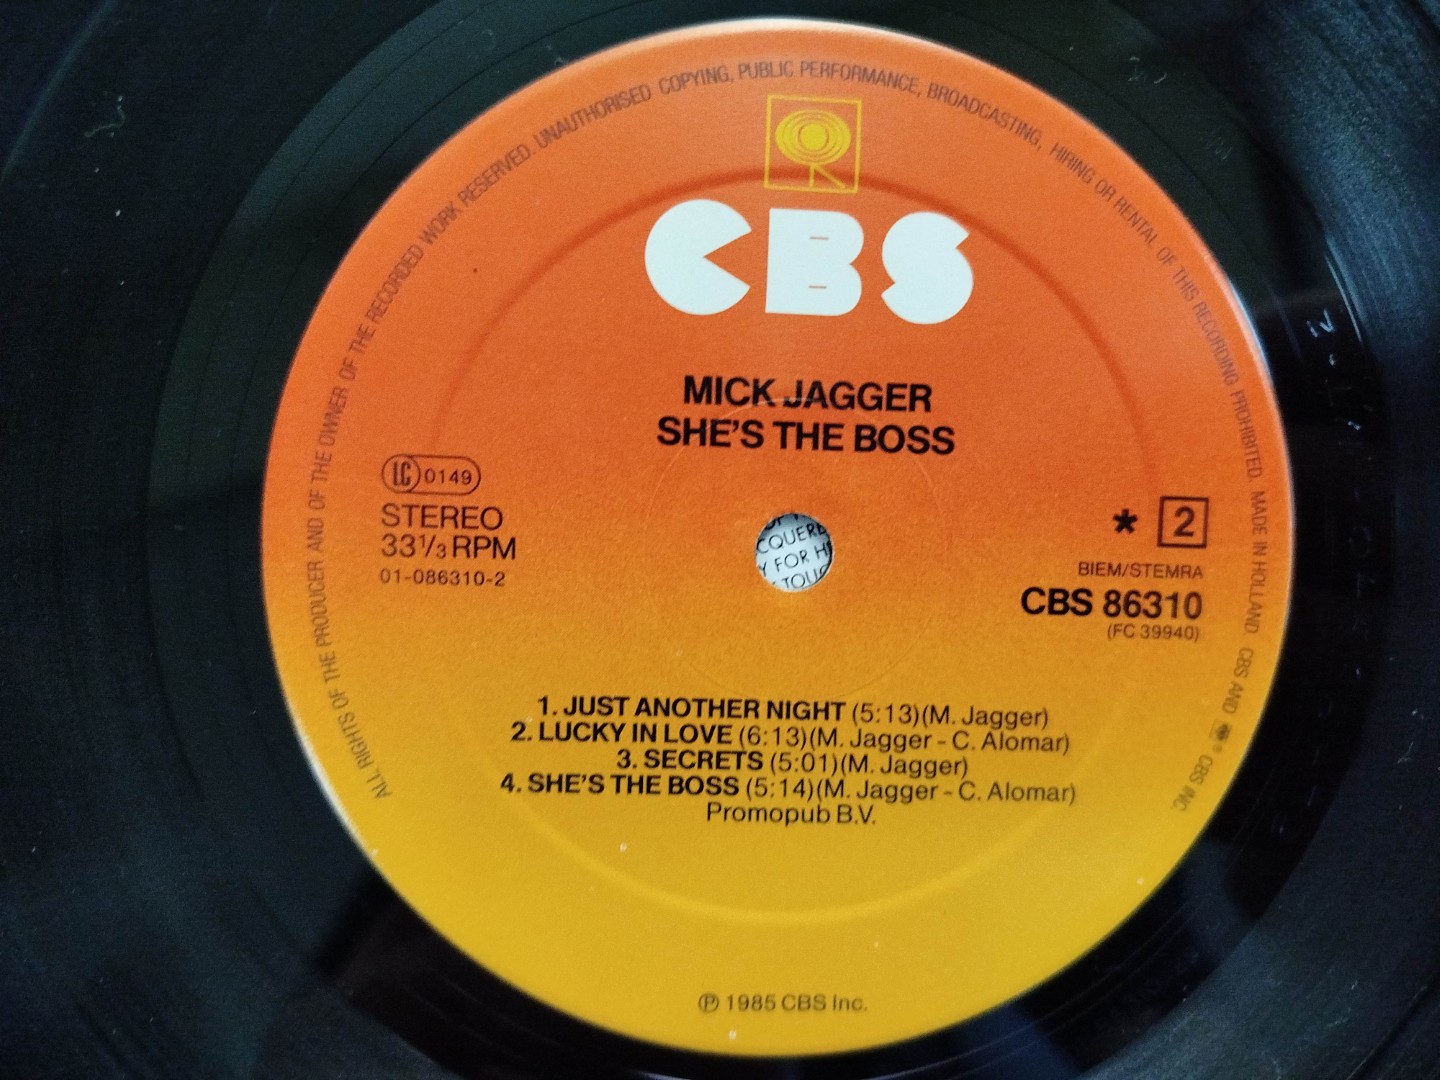 ALL RIGHTS OF THE PRODUCER AND OF THE OWNER OF THE RECORDED WORK RESERVED. UNAUTHORISED COPYING, PUBLIC PERFORMANCE, BROADCASTING, HIRING OR RENTAL OF THIS RECORDING PROHIBITED. MADE IN HOLLAND CBS AND ® CBS INC.
CBS
MICK JAGGER
SHE'S THE BOSS
LC 0149
STEREO
33⅓ RPM
01-086310-2
* 2
BIEM/STEMRA
CBS 86310
(FC 39940)
CQUERE
Y FOR H
TOU
1. JUST ANOTHER NIGHT (5:13)(M. Jagger)
2. LUCKY IN LOVE (6:13)(M. Jagger - C. Alomar)
3. SECRETS (5:01)(M. Jagger)
4. SHE'S THE BOSS (5:14)(M. Jagger - C. Alomar)
Promopub B.V.
℗ 1985 CBS Inc.